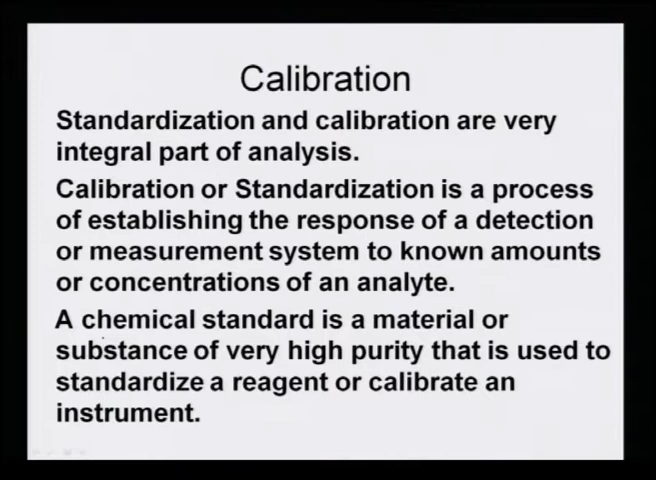 Calibration
Standardization and calibration are very
integral part of analysis.
Calibration or Standardization is a process
of establishing the response of a detection
or measurement system to known amounts
or concentrations of an analyte.
A chemical standard is a material or
substance of very high purity that is used to
standardize a reagent or calibrate an
instrument.